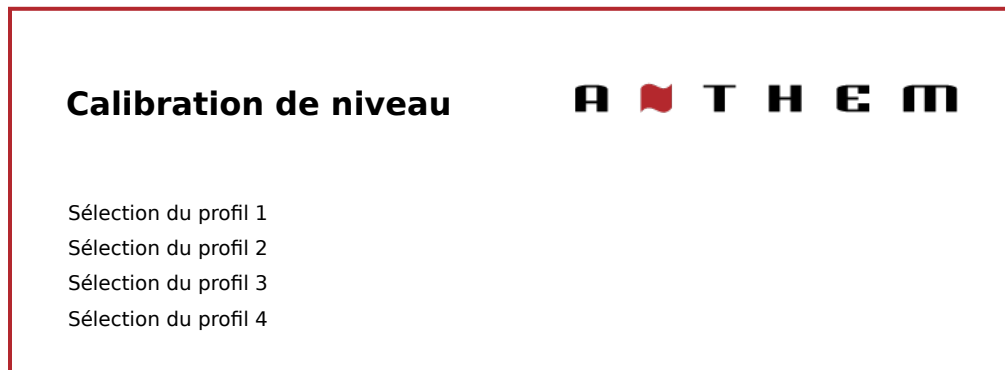 Calibration de niveau
ANTHEM
Sélection du profil 1
Sélection du profil 2
Sélection du profil 3
Sélection du profil 4